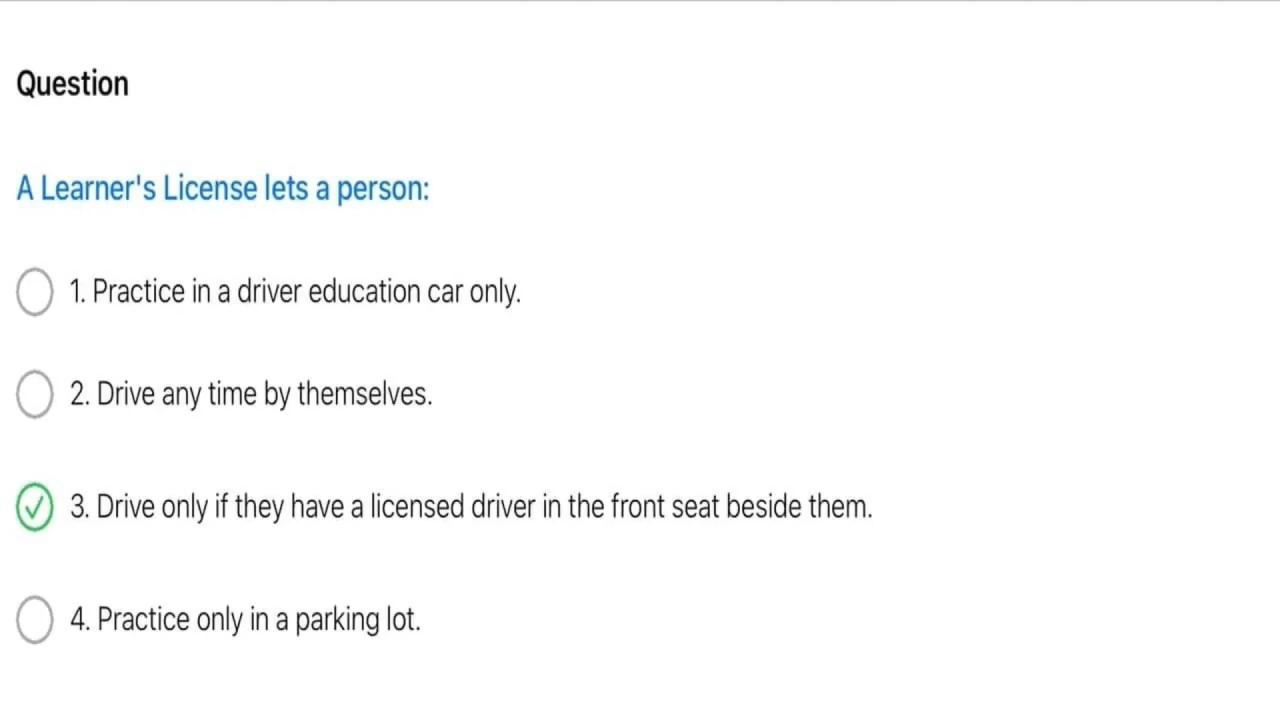 Question
A Learner's License lets a person:
1. Practice in a driver education car only.
2. Drive any time by themselves.
3. Drive only if they have a licensed driver in the front seat beside them.
4. Practice only in a parking lot.